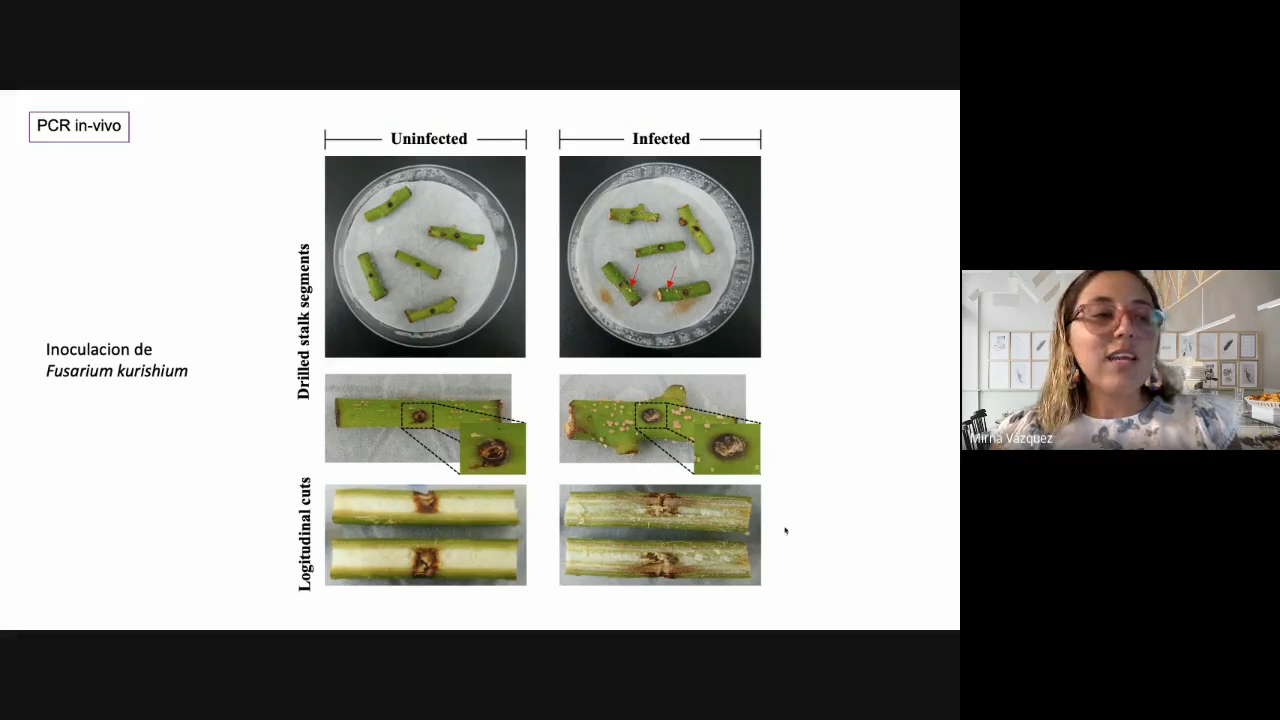 PCR in-vivo
Uninfected
Infected
Drilled stalk segments
Inoculacion de
Fusarium kurishium
Logitudinal cuts
Mirna Vazquez